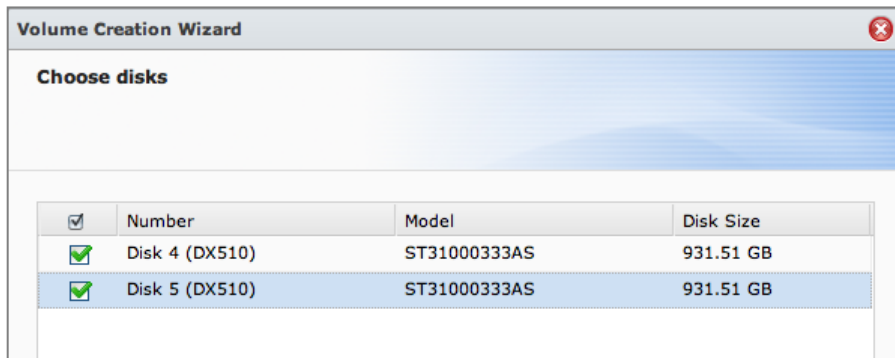 Volume Creation Wizard
Choose disks
Number Model Disk Size
Disk 4 (DX510) ST31000333AS 931.51 GB
Disk 5 (DX510) ST31000333AS 931.51 GB